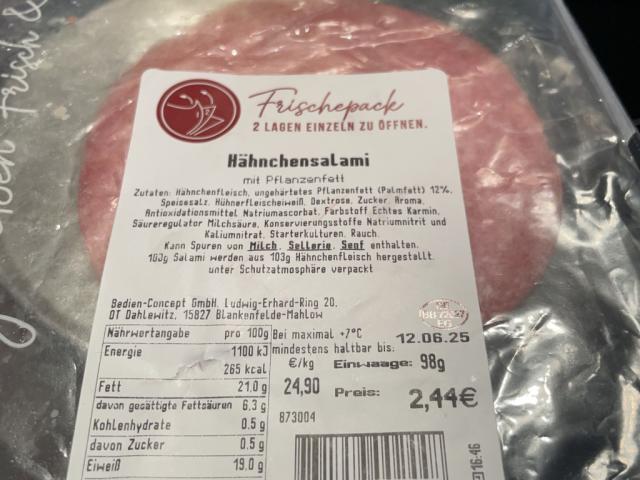 Frisch &
Frischepack
2 LAGEN EINZELN ZU ÖFFNEN.
Hähnchensalami
mit Pflanzenfett
Zutaten: Hähnchenfleisch, ungehärtetes Pflanzenfett (Palmfett) 12%,
Speisesalz, Hühnerfleischeiweiß, Dextrose, Zucker, Aroma,
Antioxidationsmittel Natriumascorbat, Farbstoff Echtes Karmin,
Säureregulator Milchsäure, Konservierungsstoffe Natriumnitrit und
Kaliumnitrat, Starterkulturen, Rauch.
Kann Spuren von Milch, Sellerie, Senf enthalten.
100g Salami werden aus 103g Hähnchenfleisch hergestellt.
unter Schutzatmosphäre verpackt
Bedien-Concept GmbH, Ludwig-Erhard-Ring 20,
OT Dahlewitz, 15827 Blankenfelde-Mahlow
Nährwertangabe pro 100g
Energie 1100 kJ
265 kcal
Fett 21,0 g
davon gesättigte Fettsäuren 6,3 g
Kohlenhydrate 0,5 g
davon Zucker 0,5 g
Eiweiß 19,0 g
Bei maximal +7°C
mindestens haltbar bis: 12.06.25
€/kg Einwaage: 98g
24,90 Preis: 2,44€
873004
16:46